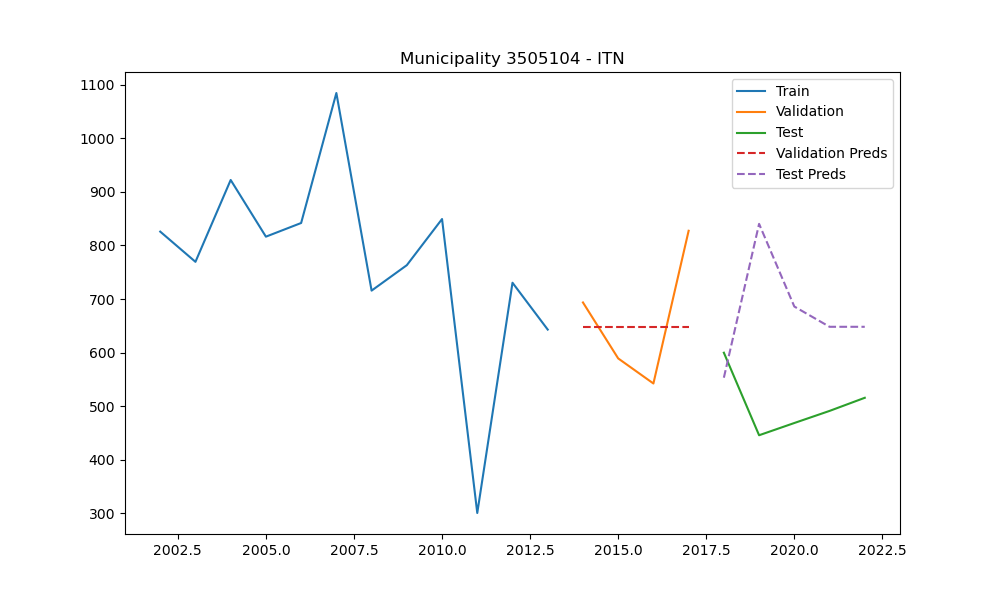 Municipality 3505104 - ITN
Train
Validation
Test
Validation Preds
Test Preds
1100
1000
900
800
700
600
500
400
300
2002.5 2005.0 2007.5 2010.0 2012.5 2015.0 2017.5 2020.0 2022.5